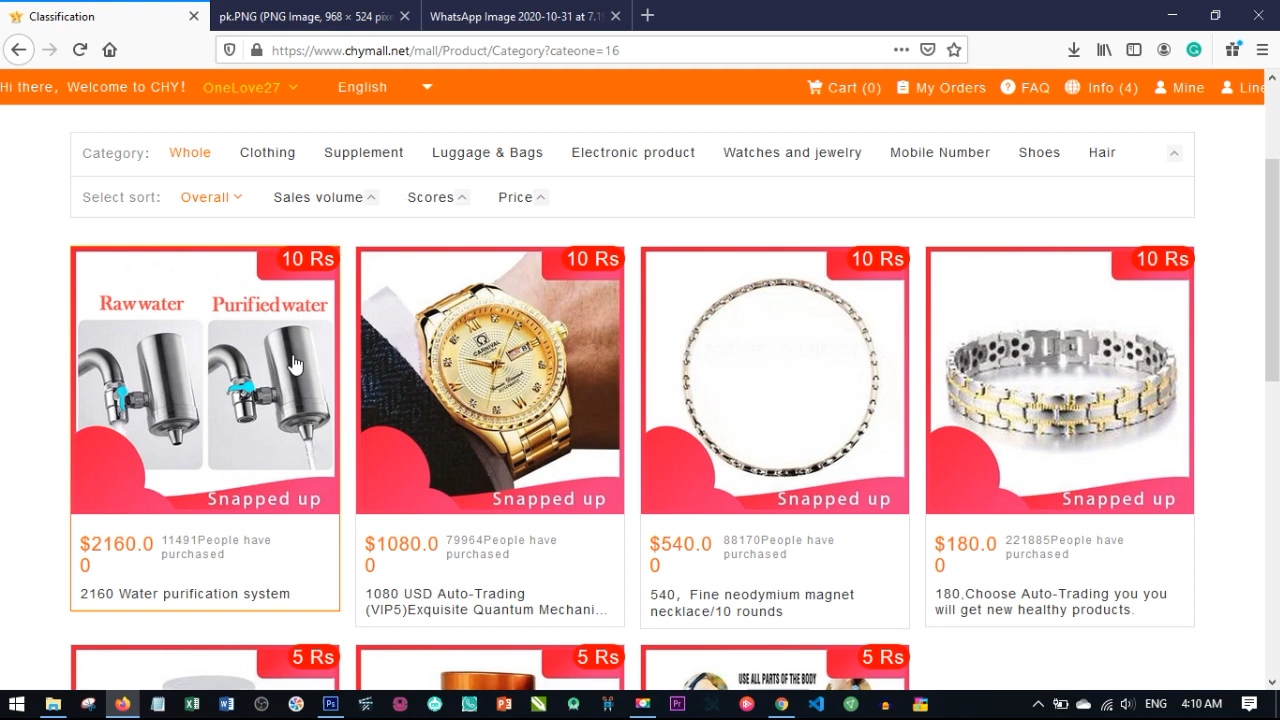 Classification
pk.PNG (PNG Image, 968 × 524 pixe
WhatsApp Image 2020-10-31 at 7.1
https://www.chymall.net/mall/Product/Category?cateone=16
Hi there, Welcome to CHY!
OneLove27
English
Cart (0)
My Orders
FAQ
Info (4)
Mine
Line
Category:
Whole
Clothing
Supplement
Luggage & Bags
Electronic product
Watches and jewelry
Mobile Number
Shoes
Hair
Select sort:
Overall
Sales volume
Scores
Price
10 Rs
Raw water
Purified water
Snapped up
$2160.0
0
11491People have
purchased
2160 Water purification system
10 Rs
CARNIVAL
Snapped up
$1080.0
0
79964People have
purchased
1080 USD Auto-Trading
(VIP5)Exquisite Quantum Mechani...
10 Rs
Snapped up
$540.0
0
88170People have
purchased
540，Fine neodymium magnet
necklace/10 rounds
10 Rs
Snapped up
$180.0
0
221885People have
purchased
180,Choose Auto-Trading you you
will get new healthy products.
5 Rs
5 Rs
5 Rs
USE ALL PARTS OF THE BODY
ENG
4:10 AM